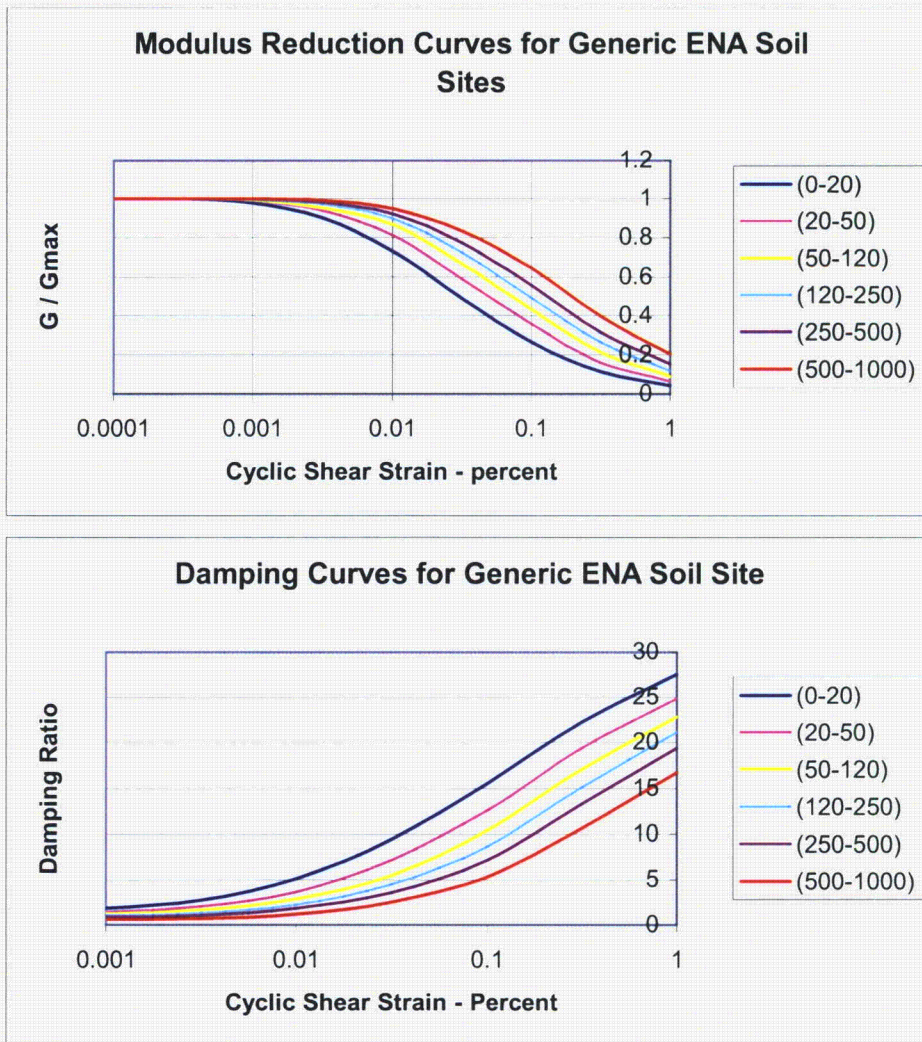 Modulus Reduction Curves for Generic ENA Soil
Sites
G / Gmax
1.2
1
0.8
0.6
0.4
0.2
0
0.0001 0.001 0.01 0.1 1
Cyclic Shear Strain - percent
(0-20)
(20-50)
(50-120)
(120-250)
(250-500)
(500-1000)
Damping Curves for Generic ENA Soil Site
Damping Ratio
30
25
20
15
10
5
0
0.001 0.01 0.1 1
Cyclic Shear Strain - Percent
(0-20)
(20-50)
(50-120)
(120-250)
(250-500)
(500-1000)